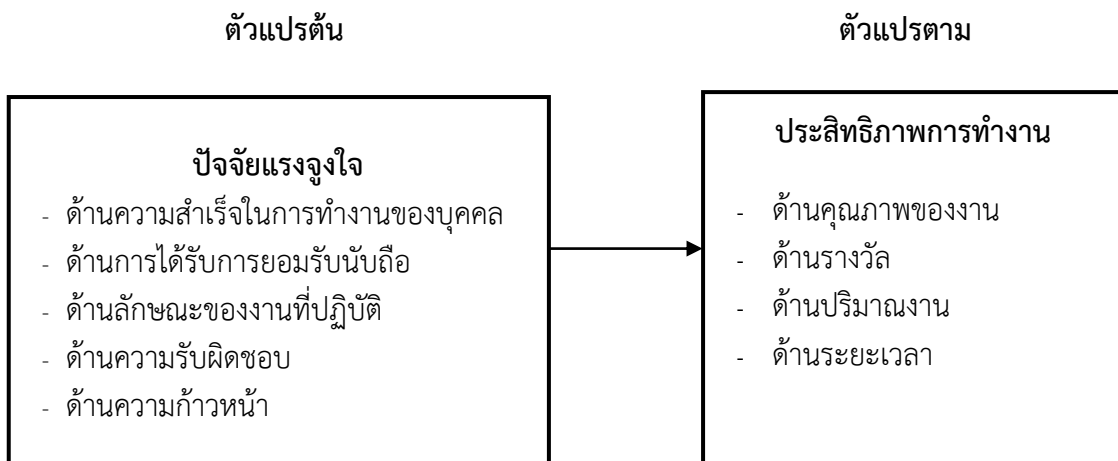 ตัวแปรต้น
ตัวแปรตาม
ปัจจัยแรงจูงใจ
- ด้านความสำเร็จในการทำงานของบุคคล
- ด้านการได้รับการยอมรับนับถือ
- ด้านลักษณะของงานที่ปฏิบัติ
- ด้านความรับผิดชอบ
- ด้านความก้าวหน้า
ประสิทธิภาพการทำงาน
- ด้านคุณภาพของงาน
- ด้านรางวัล
- ด้านปริมาณงาน
- ด้านระยะเวลา